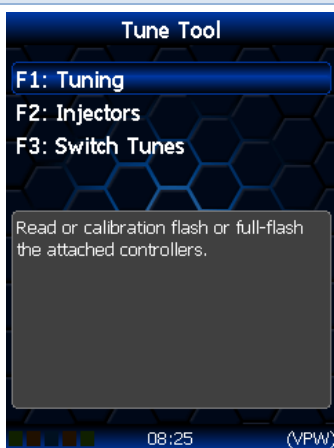 Tune Tool
F1: Tuning
F2: Injectors
F3: Switch Tunes
Read or calibration flash or full-flash
the attached controllers.
08:25 (VPW)